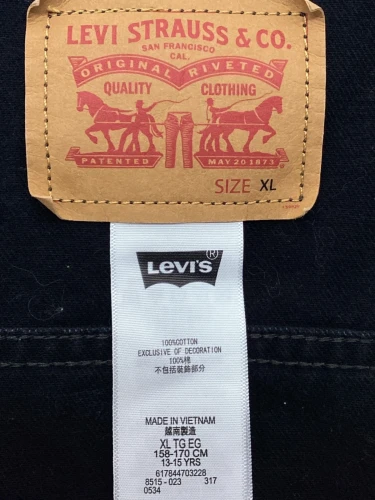 LEVI STRAUSS & CO.
SAN FRANCISCO
CAL.
ORIGINAL RIVETED
QUALITY CLOTHING
PATENTED MAY 20 1873
SIZE XL
LEVI'S®
100%COTTON
EXCLUSIVE OF DECORATION
100%棉
不包括裝飾部分
MADE IN VIETNAM
越南製造
XL TG EG
158-170 CM
13-15 YRS
617844703228
8515-023 317
0534